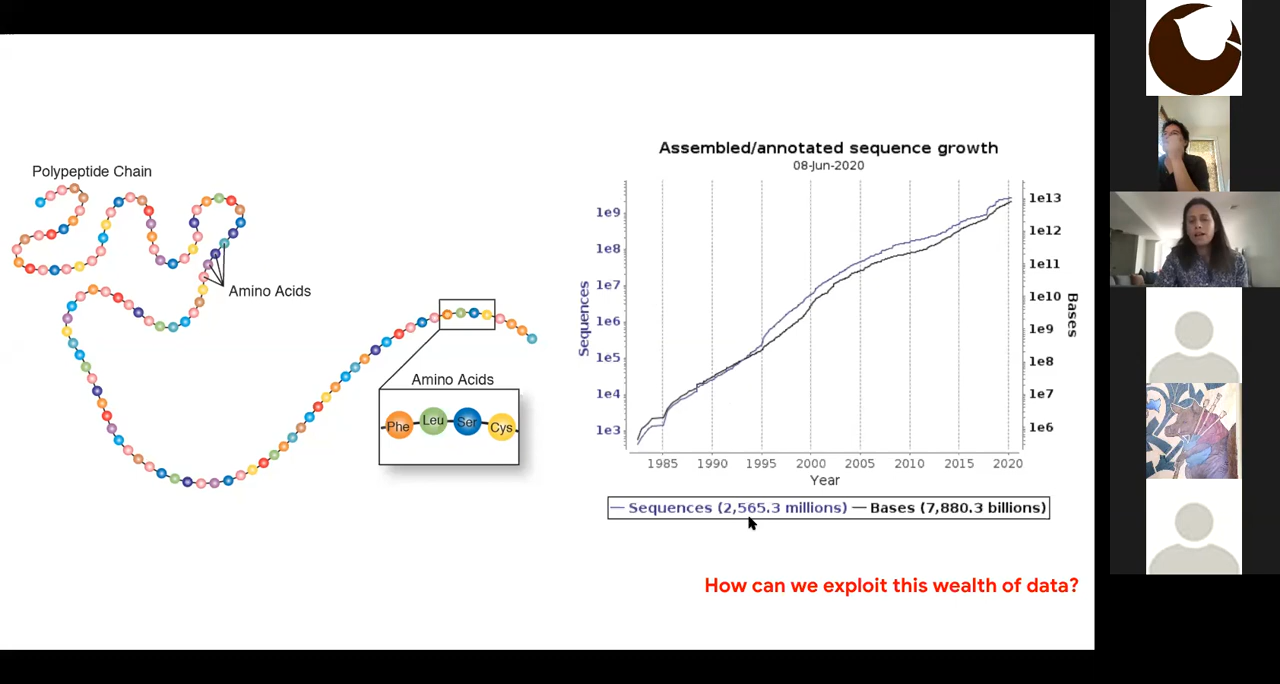 Polypeptide Chain
Amino Acids
Amino Acids
Phe
Leu
Ser
Cys
Assembled/annotated sequence growth
08-Jun-2020
Sequences
1e9
1e8
1e7
1e6
1e5
1e4
1e3
1e13
1e12
1e11
1e10
1e9
1e8
1e7
1e6
Bases
1985 1990 1995 2000 2005 2010 2015 2020
Year
Sequences (2,565.3 millions) Bases (7,880.3 billions)
How can we exploit this wealth of data?